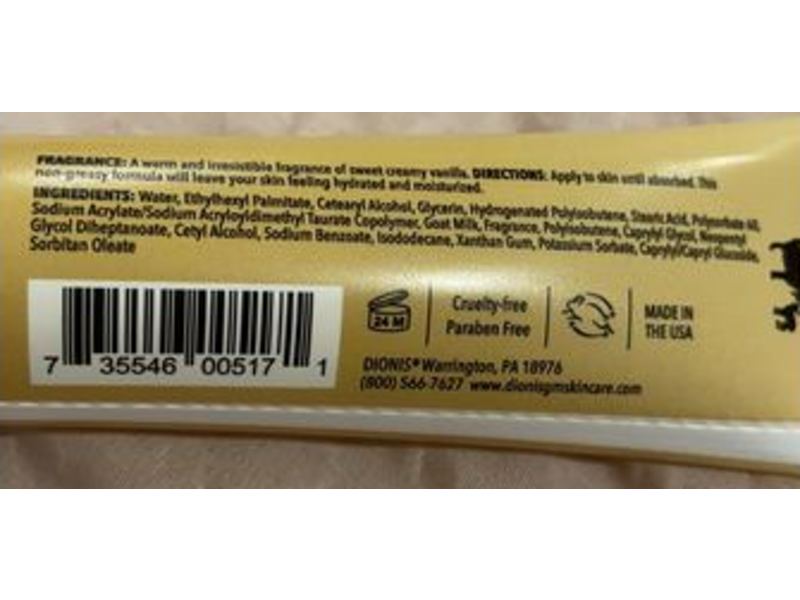 FRAGRANCE: A warm and irresistible fragrance of sweet creamy vanilla. DIRECTIONS: Apply to skin until absorbed. This
non-greasy formula will leave your skin feeling hydrated and moisturized.
INGREDIENTS: Water, Ethylhexyl Palmitate, Cetearyl Alcohol, Glycerin, Hydrogenated Polyisobutene, Stearic Acid, Polysorbate 60,
Sodium Acrylate/Sodium Acryloyldimethyl Taurate Copolymer, Goat Milk, Fragrance, Polyisobutene, Caprylyl Glycol, Neopentyl
Glycol Diheptanoate, Cetyl Alcohol, Sodium Benzoate, Isododecane, Xanthan Gum, Potassium Sorbate, Caprylyl/Capryl Glucoside,
Sorbitan Oleate
7 35546 00517 1
24 M
Cruelty-free
Paraben Free
MADE IN
THE USA
DIONIS® Warrington, PA 18976
(800) 566-7627 www.dionisgmskincare.com